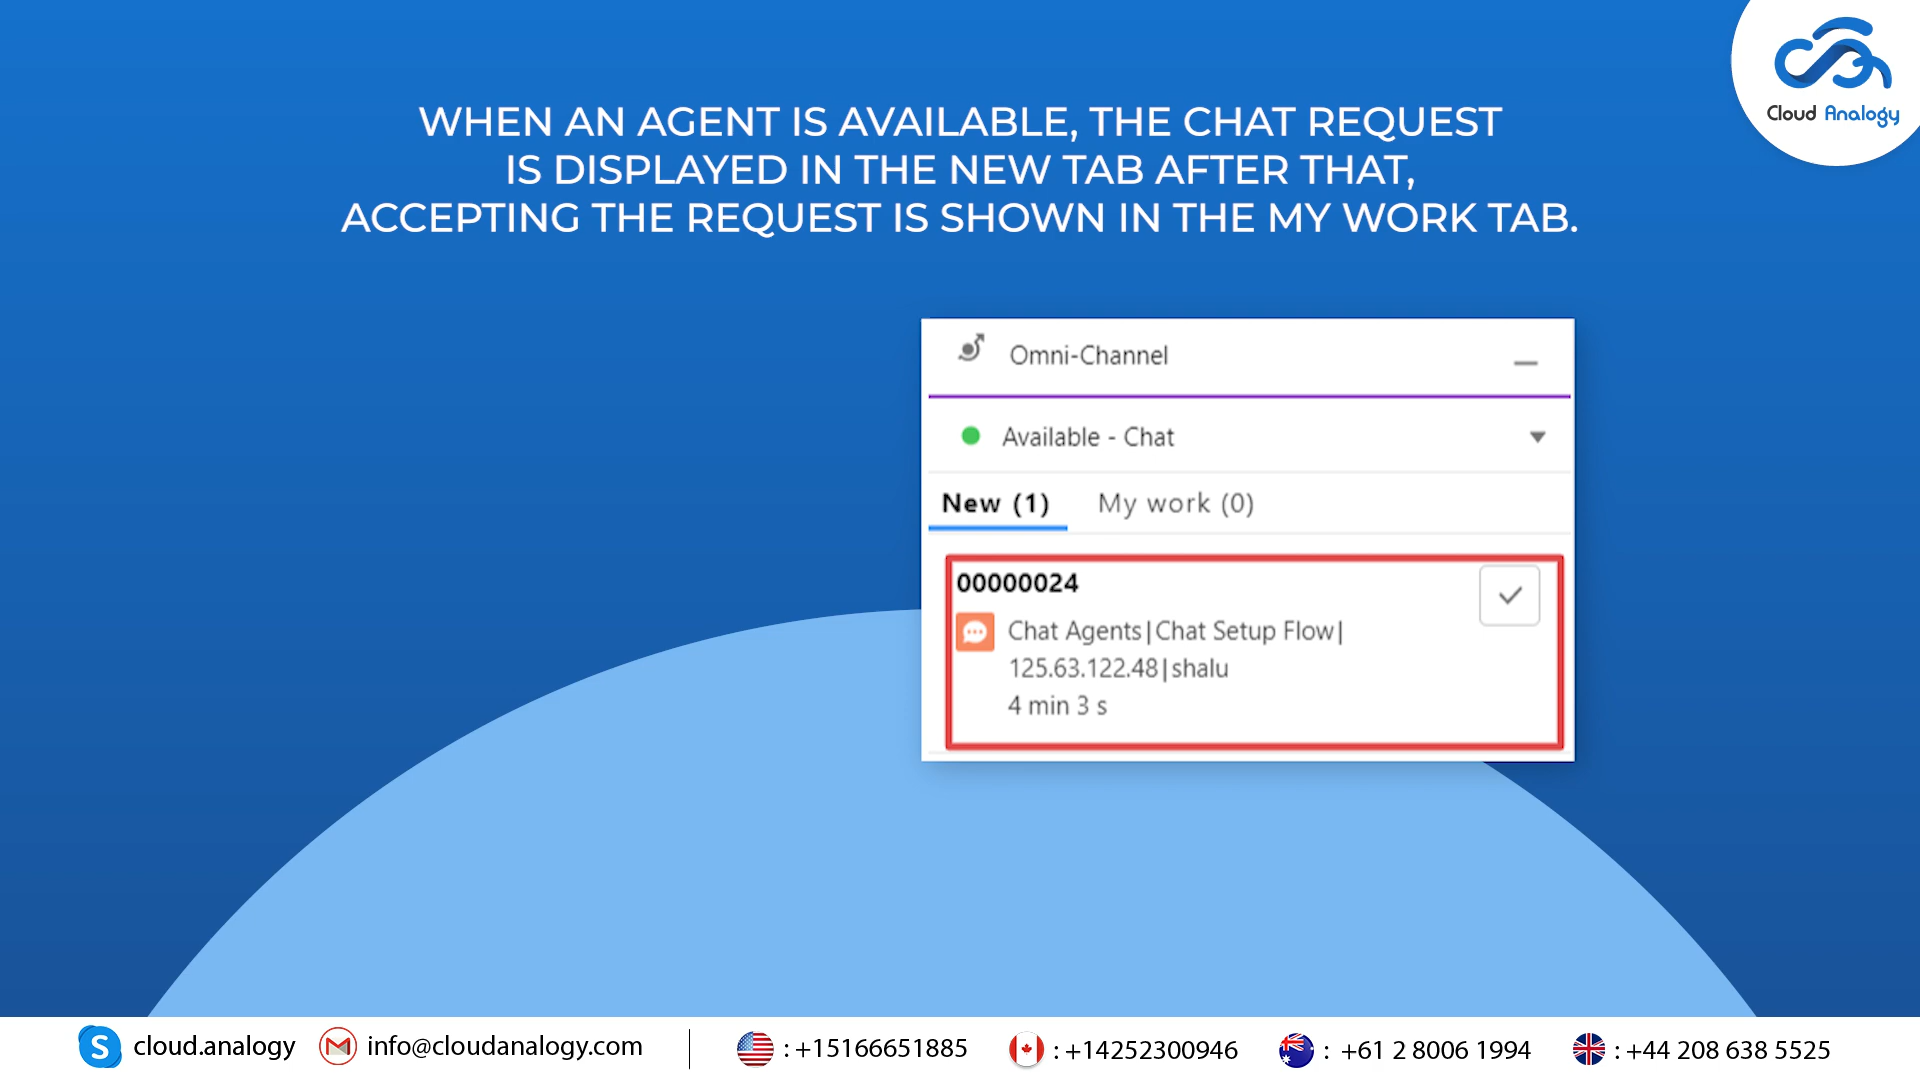 Cloud Analogy
WHEN AN AGENT IS AVAILABLE, THE CHAT REQUEST
IS DISPLAYED IN THE NEW TAB AFTER THAT,
ACCEPTING THE REQUEST IS SHOWN IN THE MY WORK TAB.
Omni-Channel
Available - Chat
New (1) My work (0)
00000024
Chat Agents|Chat Setup Flow|
125.63.122.48|shalu
4 min 3 s
cloud.analogy info@cloudanalogy.com : +15166651885 : +14252300946 : +61 2 8006 1994 : +44 208 638 5525